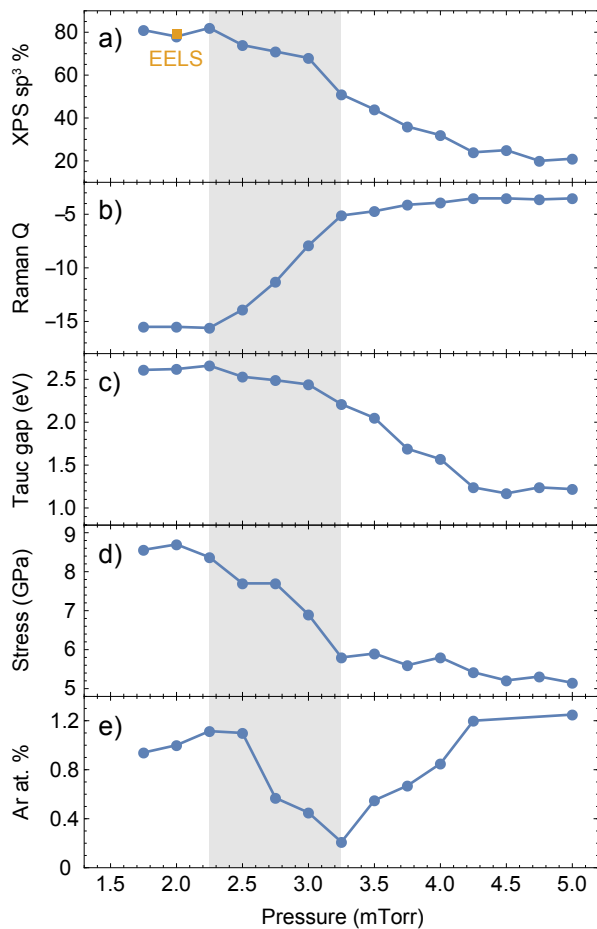 a)
XPS sp³ %
80
60
40
20
EELS
b)
Raman Q
−5
−10
−15
c)
Tauc gap (eV)
2.5
2.0
1.5
1.0
d)
Stress (GPa)
9
8
7
6
5
e)
Ar at. %
1.2
0.8
0.4
0
1.5 2.0 2.5 3.0 3.5 4.0 4.5 5.0
Pressure (mTorr)